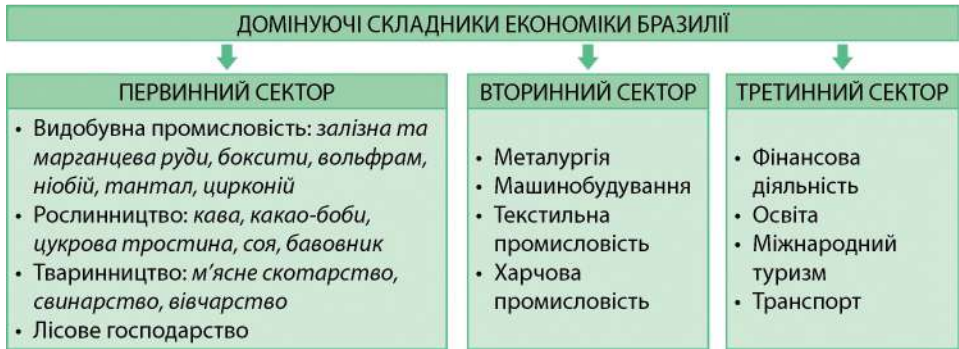 ДОМІНУЮЧІ СКЛАДНИКИ ЕКОНОМІКИ БРАЗИЛІЇ
ПЕРВИННИЙ СЕКТОР
• Видобувна промисловість: залізна та
марганцева руди, боксити, вольфрам,
ніобій, тантал, цирконій
• Рослинництво: кава, какао-боби,
цукрова тростина, соя, бавовник
• Тваринництво: м’ясне скотарство,
свинарство, вівчарство
• Лісове господарство
ВТОРИННИЙ СЕКТОР
• Металургія
• Машинобудування
• Текстильна
промисловість
• Харчова
промисловість
ТРЕТИННИЙ СЕКТОР
• Фінансова
діяльність
• Освіта
• Міжнародний
туризм
• Транспорт